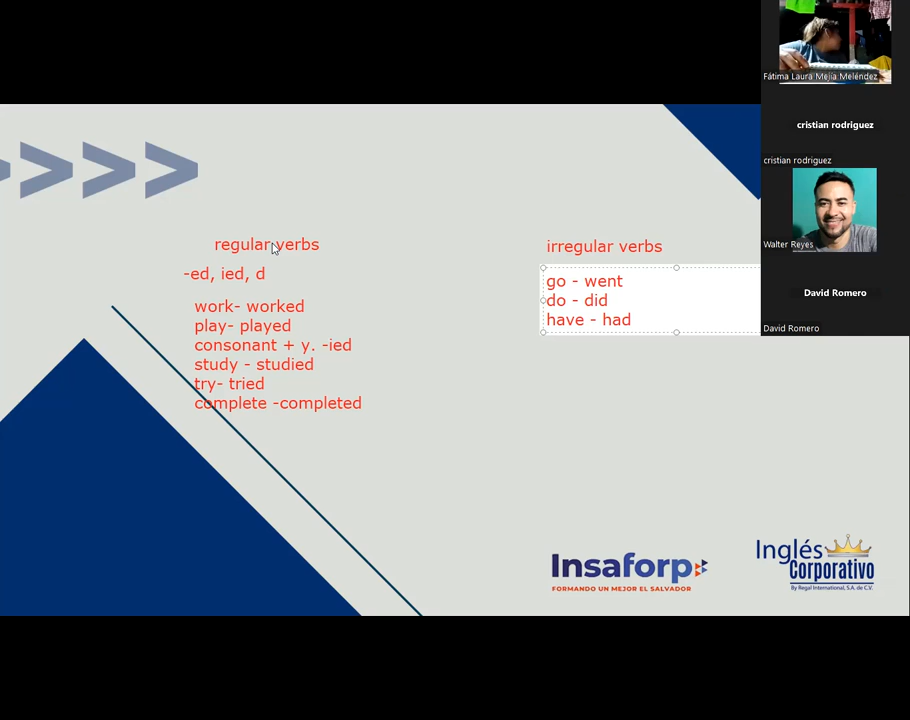 regular verbs
-ed, ied, d
work- worked
play- played
consonant + y. -ied
study - studied
try- tried
complete -completed
irregular verbs
go - went
do - did
have - had
Insaforp
FORMANDO UN MEJOR EL SALVADOR
Inglés
Corporativo
By Regal International, S.A. de C.V.
Fátima Laura Mejía Meléndez
cristian rodriguez
cristian rodriguez
Walter Reyes
David Romero
David Romero